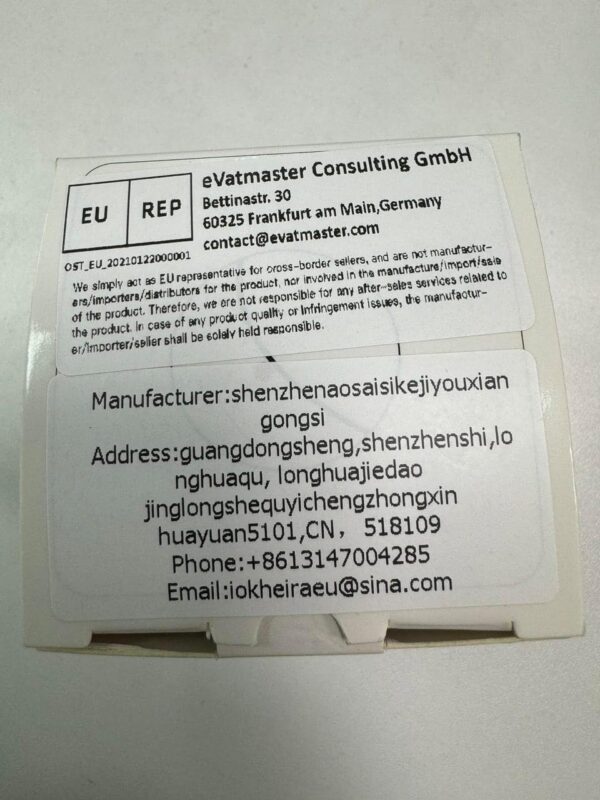 EU REP
eVatmaster Consulting GmbH
Bettinastr. 30
60325 Frankfurt am Main,Germany
contact@evatmaster.com
OST_EU_20210122000001
We simply act as EU representative for cross-border sellers, and are not manufactur-
ers/importers/distributors for the product, nor involved in the manufacture/import/sale
of the product. Therefore, we are not responsible for any after-sales services related to
the product. In case of any product quality or infringement issues, the manufactur-
er/importer/seller shall be solely held responsible.
Manufacturer:shenzhenaosaisikejiyouxian
gongsi
Address:guangdongsheng,shenzhenshi,lo
nghuaqu, longhuajiedao
jinglongshequyichengzhongxin
huayuan5101,CN， 518109
Phone:+8613147004285
Email:iokheiraeu@sina.com